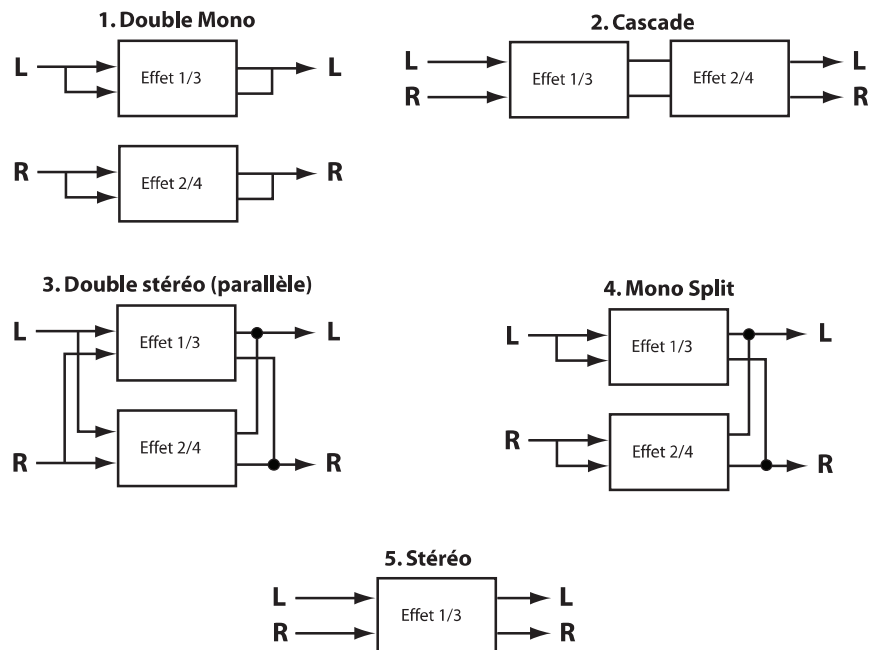 1. Double Mono
L Effet 1/3 L
R Effet 2/4 R
2. Cascade
L Effet 1/3 Effet 2/4 L
R R
3. Double stéréo (parallèle)
L Effet 1/3 L
R Effet 2/4 R
4. Mono Split
L Effet 1/3 L
R Effet 2/4 R
5. Stéréo
L Effet 1/3 L
R R